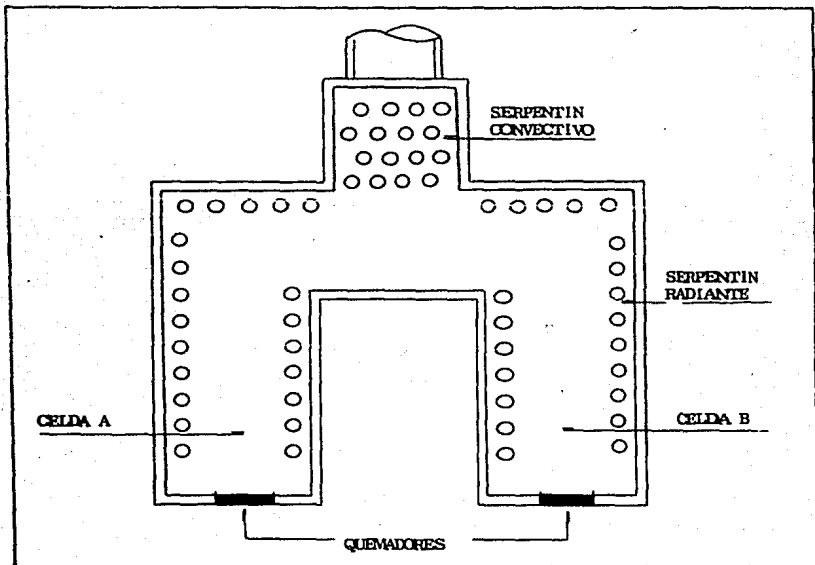 SERPENTIN
CONVECTIVO
SERPENTIN
RADIANTE
CELDA A
CELDA B
QUEMADORES